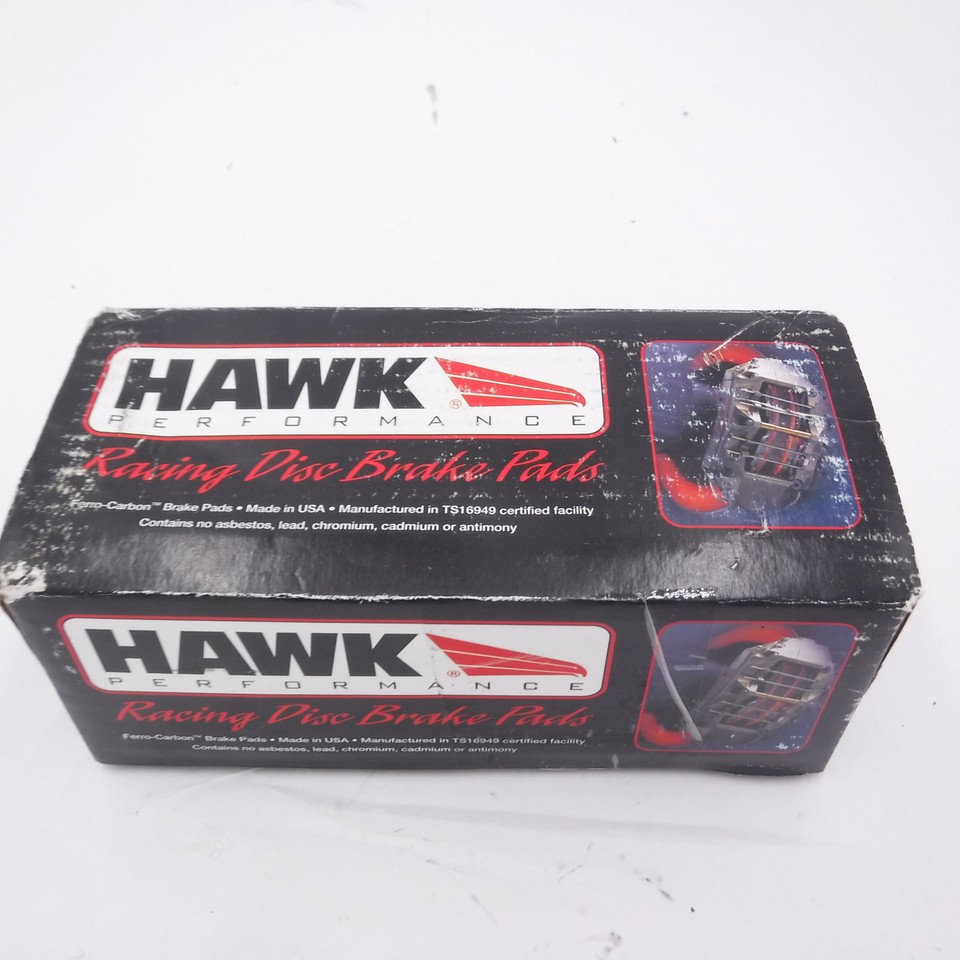 HAWK®
PERFORMANCE
Racing Disc Brake Pads
Ferro-Carbon™ Brake Pads • Made in USA • Manufactured in TS16949 certified facility
Contains no asbestos, lead, chromium, cadmium or antimony
HAWK®
PERFORMANCE
Racing Disc Brake Pads
Ferro-Carbon™ Brake Pads • Made in USA • Manufactured in TS16949 certified facility
Contains no asbestos, lead, chromium, cadmium or antimony